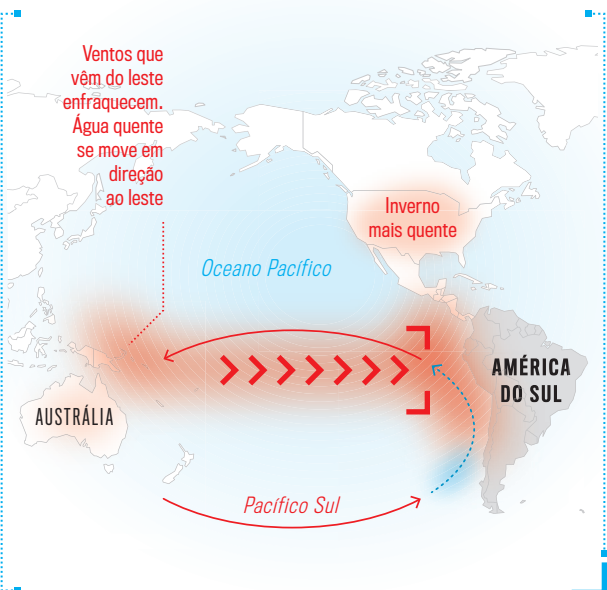 Ventos que
vêm do leste
enfraquecem.
Água quente
se move em
direção
ao leste
Inverno
mais quente
Oceano Pacífico
AMÉRICA
DO SUL
AUSTRÁLIA
Pacífico Sul